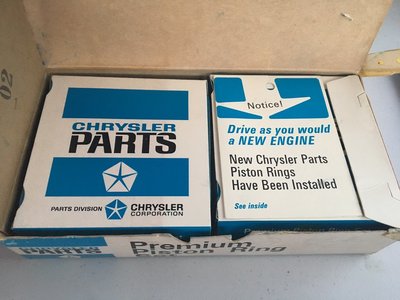 02
CHRYSLER
PARTS
PARTS DIVISION
CHRYSLER
CORPORATION
Notice!
Drive as you would
a NEW ENGINE
New Chrysler Parts
Piston Rings
Have Been Installed
See inside
CHRYSLER
PARTS
Premium
Piston Ring